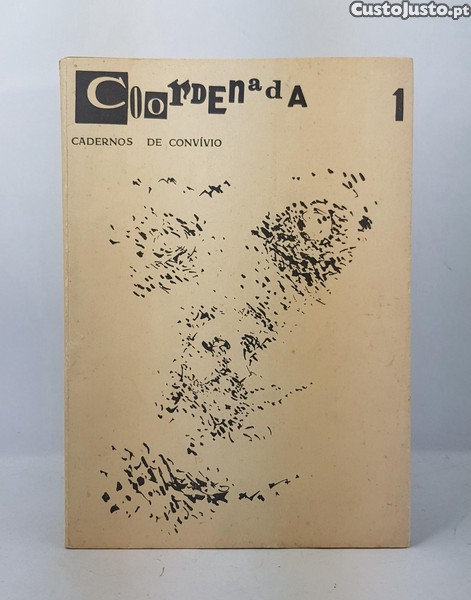 CustoJusto.pt
CoorDEnadA 1
CADERNOS DE CONVÍVIO